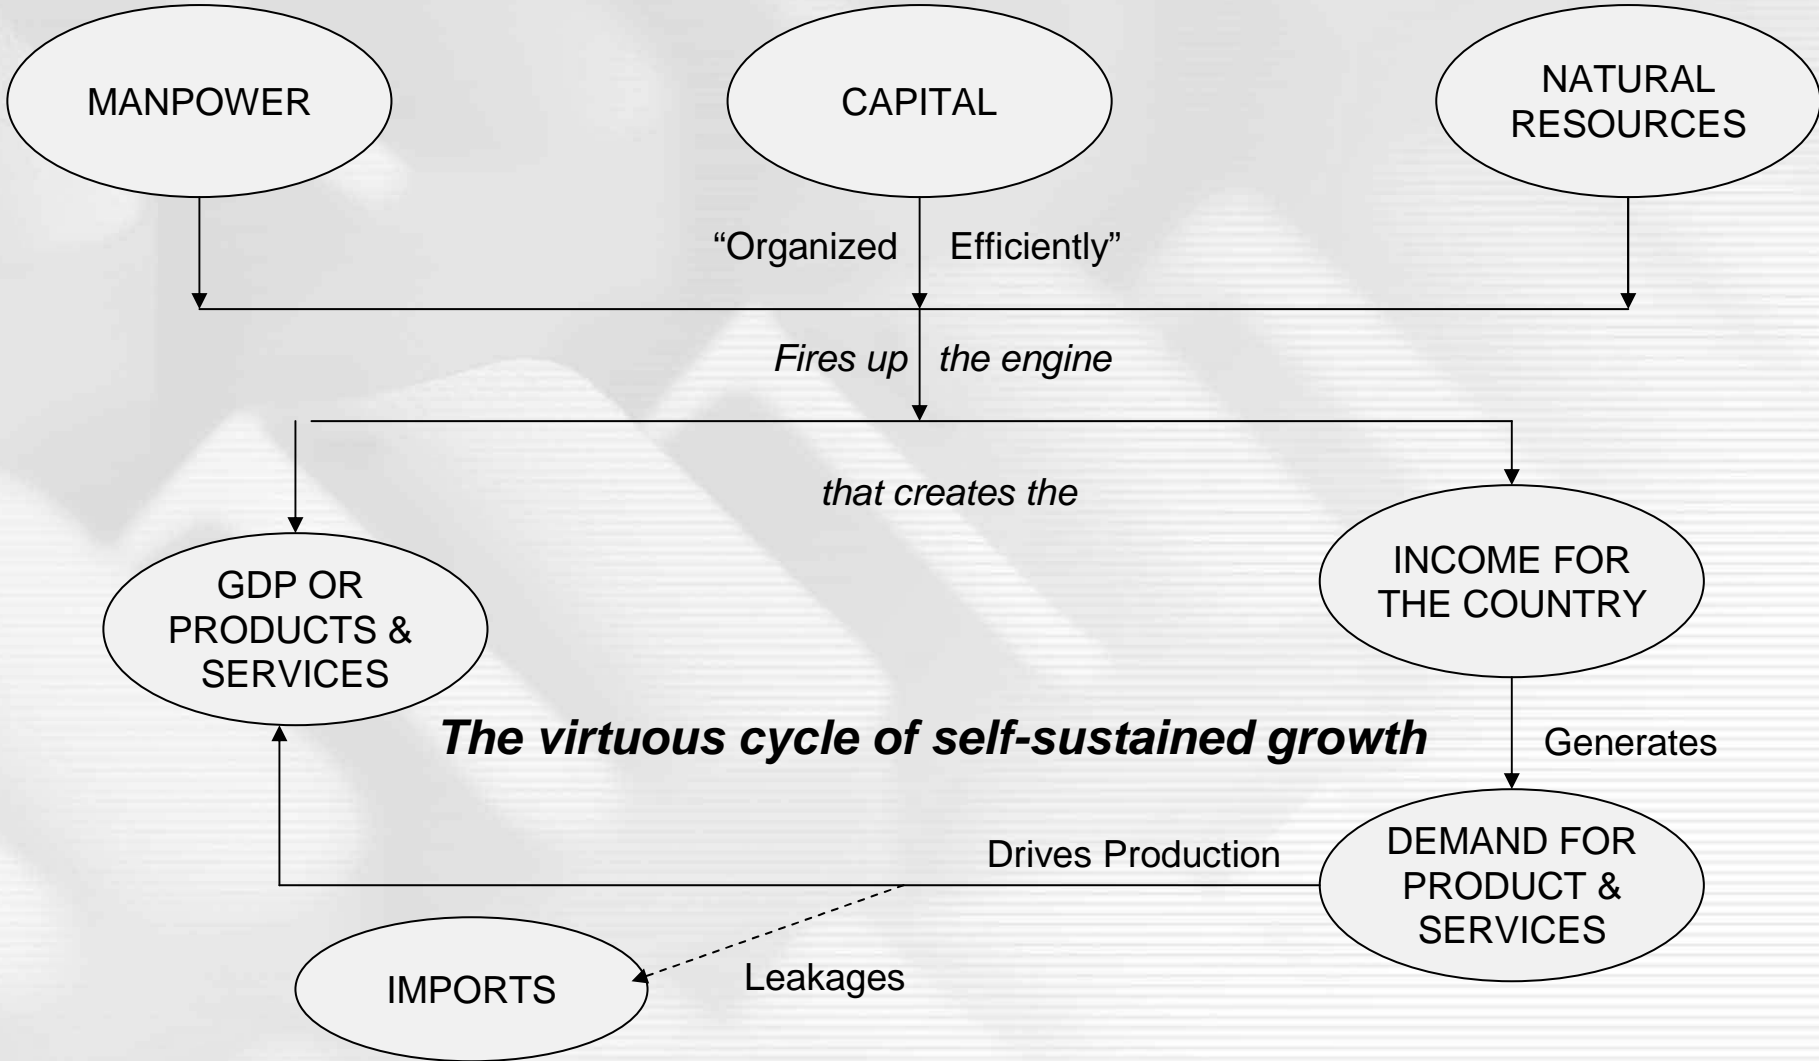 MANPOWER
CAPITAL
NATURAL
RESOURCES
“Organized Efficiently”
Fires up the engine
that creates the
GDP OR
PRODUCTS &
SERVICES
INCOME FOR
THE COUNTRY
The virtuous cycle of self-sustained growth
Generates
Drives Production
DEMAND FOR
PRODUCT &
SERVICES
IMPORTS
Leakages